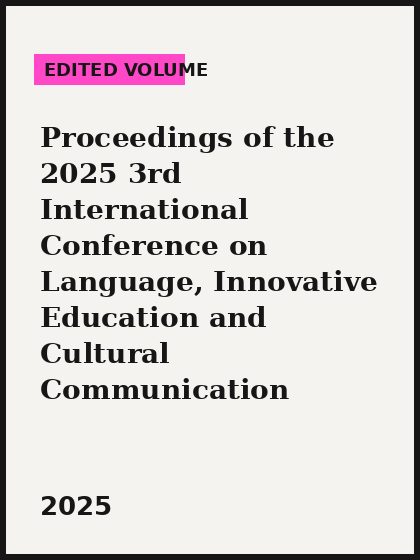 EDITED VOLUME
Proceedings of the
2025 3rd
International
Conference on
Language, Innovative
Education and
Cultural
Communication
2025